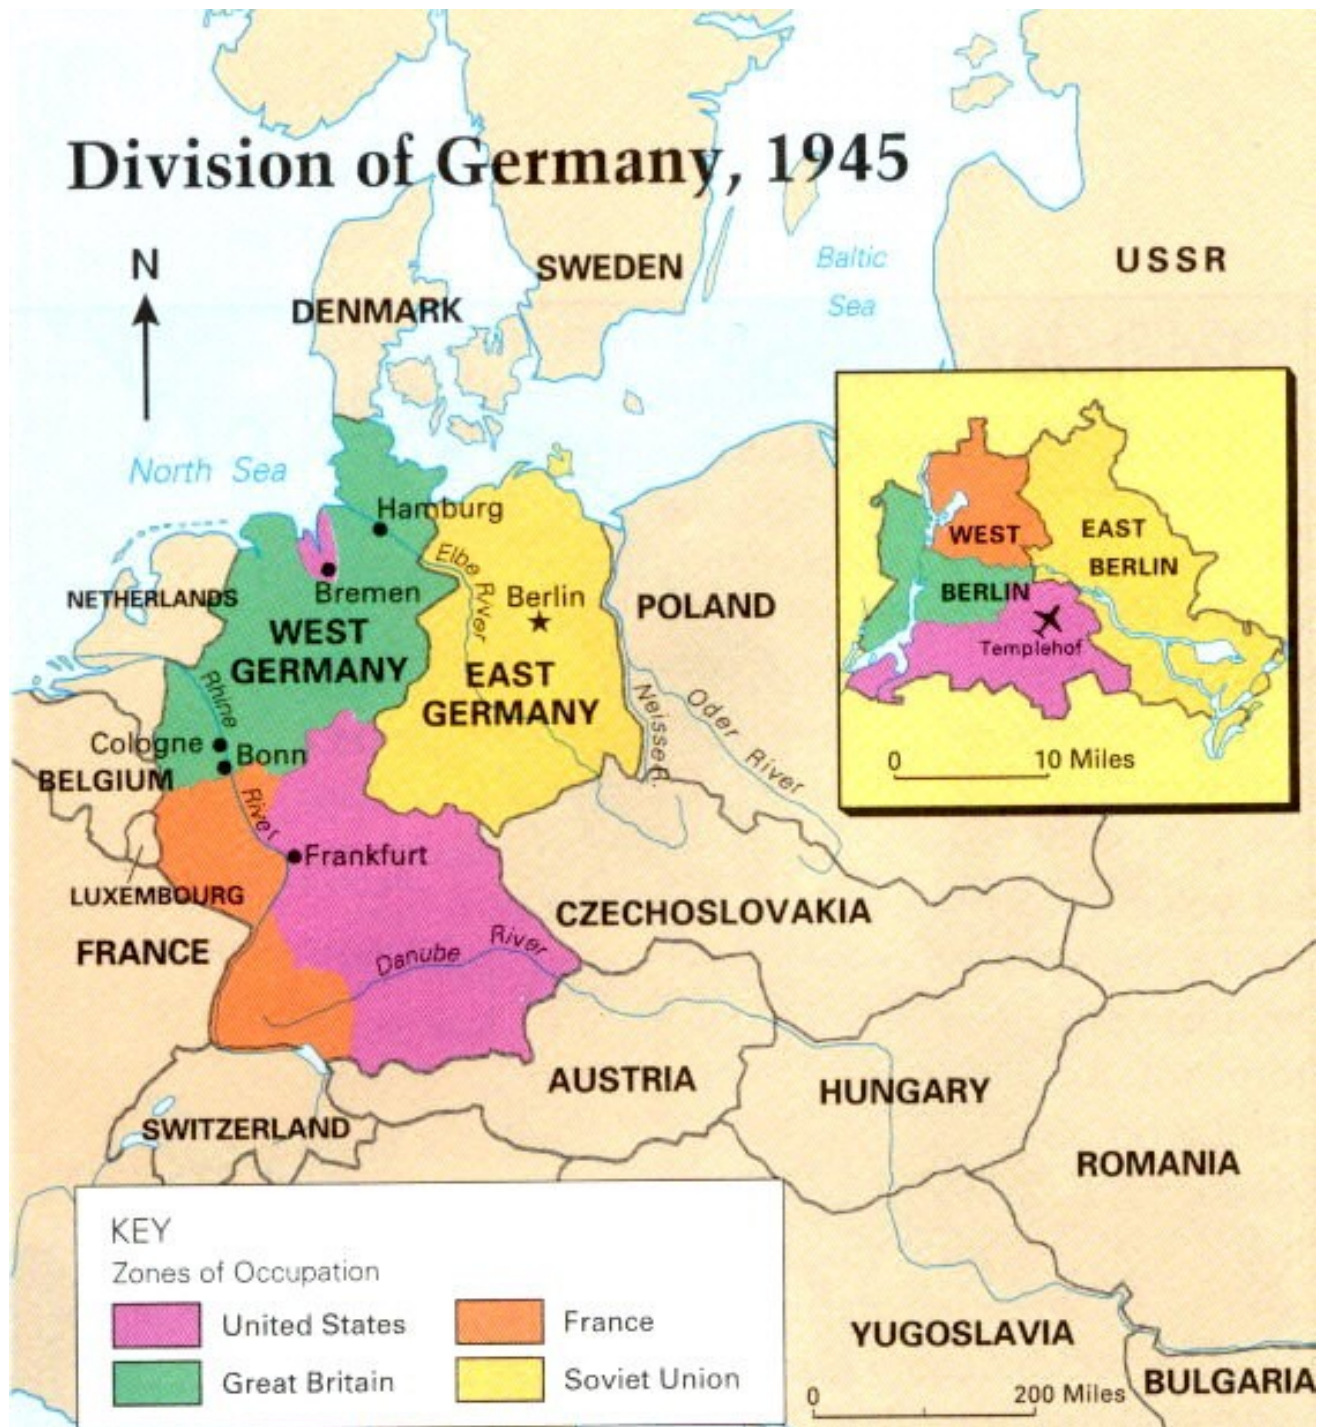 Division of Germany, 1945
N
SWEDEN
Baltic
Sea
USSR
DENMARK
North Sea
Hamburg
Elbe River
Bremen
Berlin
NETHERLANDS
WEST
GERMANY
EAST
GERMANY
POLAND
Rhine
River
Neisse R.
Oder
River
Cologne
Bonn
BELGIUM
Frankfurt
LUXEMBOURG
FRANCE
CZECHOSLOVAKIA
Danube
River
AUSTRIA
HUNGARY
SWITZERLAND
ROMANIA
YUGOSLAVIA
BULGARIA
WEST
BERLIN
EAST
BERLIN
Templehof
0 10 Miles
KEY
Zones of Occupation
United States
France
Great Britain
Soviet Union
0 200 Miles